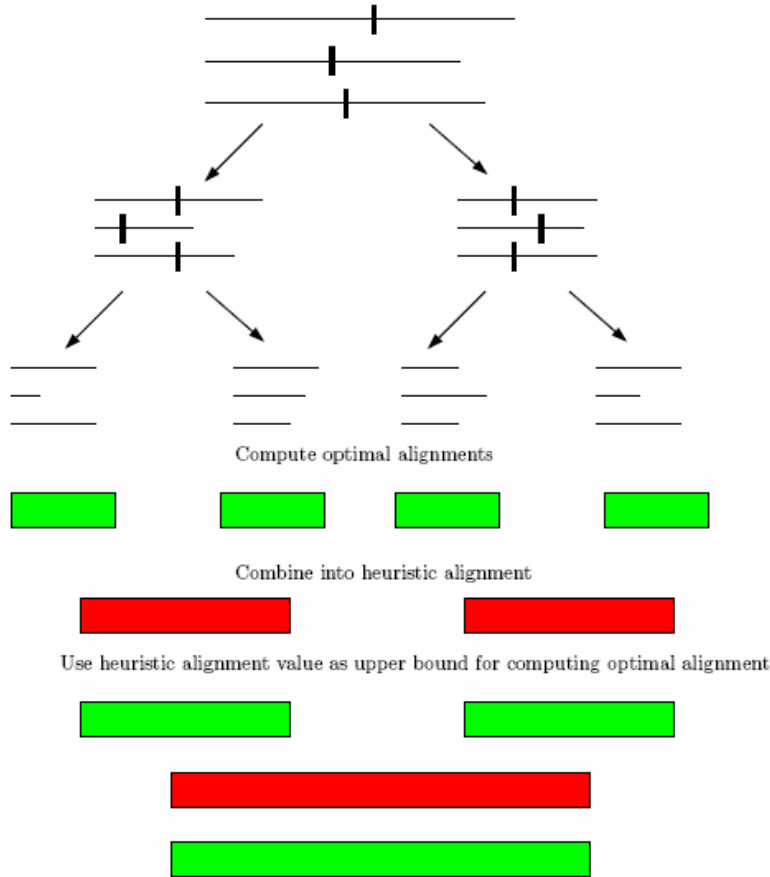 Compute optimal alignments
Combine into heuristic alignment
Use heuristic alignment value as upper bound for computing optimal alignment